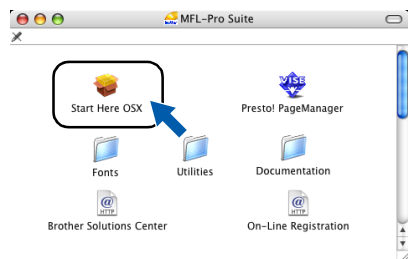 MFL-Pro Suite
Start Here OSX
Presto! PageManager
VISE
Fonts
Utilities
Documentation
@
HTTP
@
HTTP
Brother Solutions Center
On-Line Registration